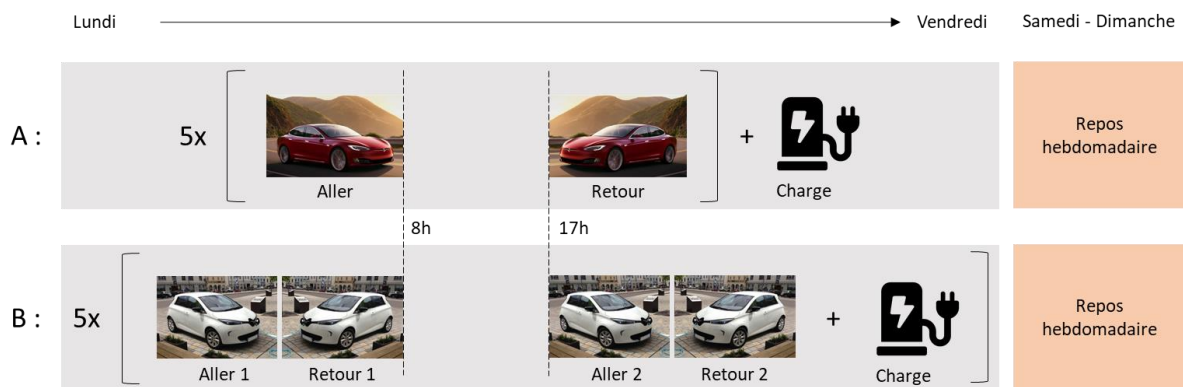 Lundi
Vendredi
Samedi - Dimanche
A :
5x
Aller
Retour
+
Charge
Repos
hebdomadaire
8h
17h
B :
5x
Aller 1
Retour 1
Aller 2
Retour 2
+
Charge
Repos
hebdomadaire